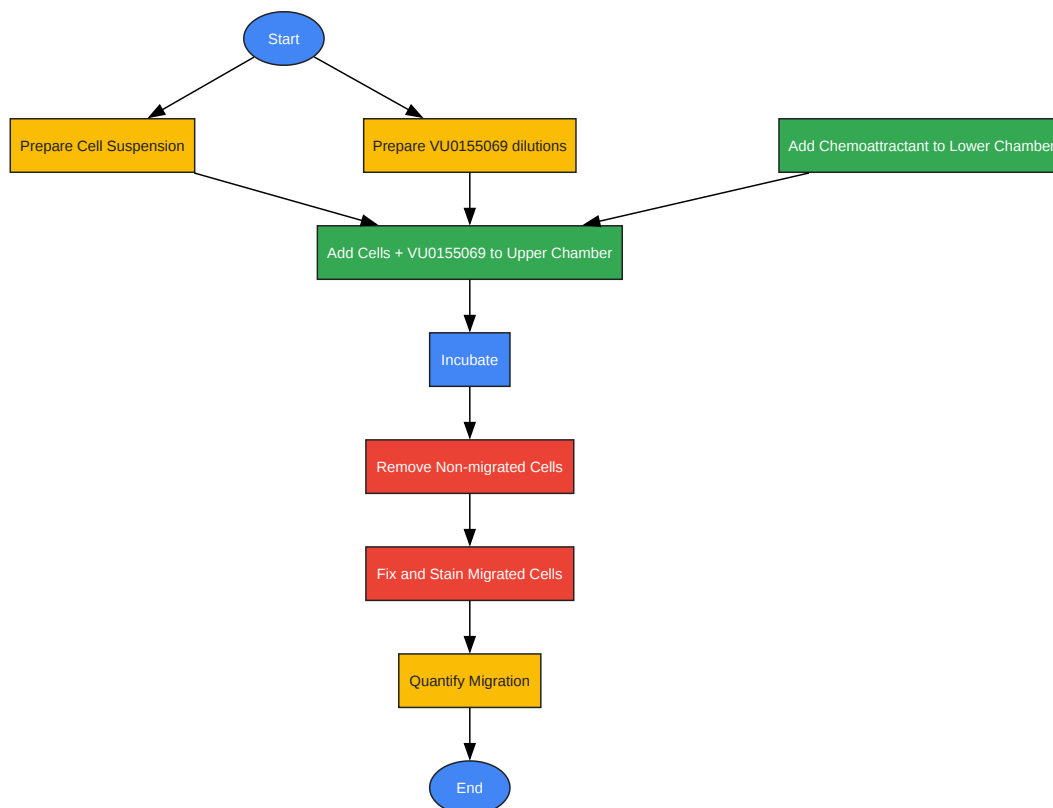 Start
Prepare Cell Suspension
Prepare VU0155069 dilutions
Add Chemoattractant to Lower Chamber
Add Cells + VU0155069 to Upper Chamber
Incubate
Remove Non-migrated Cells
Fix and Stain Migrated Cells
Quantify Migration
End